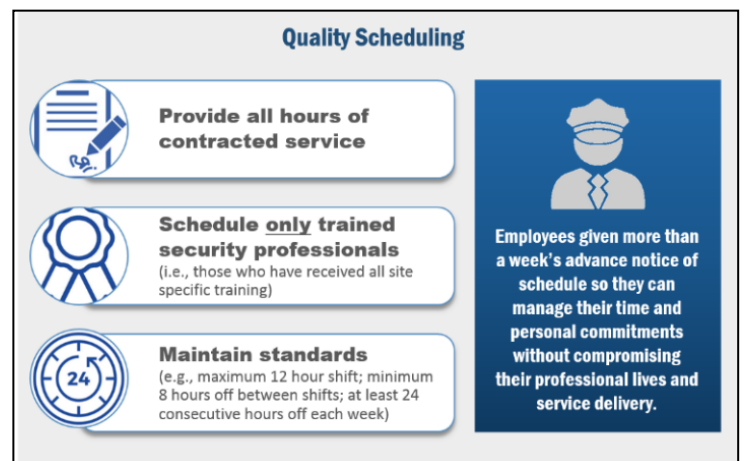 Quality Scheduling
Provide all hours of
contracted service
Schedule only trained
security professionals
(i.e., those who have received all site
specific training)
24
Maintain standards
(e.g., maximum 12 hour shift; minimum
8 hours off between shifts; at least 24
consecutive hours off each week)
Employees given more than
a week's advance notice of
schedule so they can
manage their time and
personal commitments
without compromising
their professional lives and
service delivery.